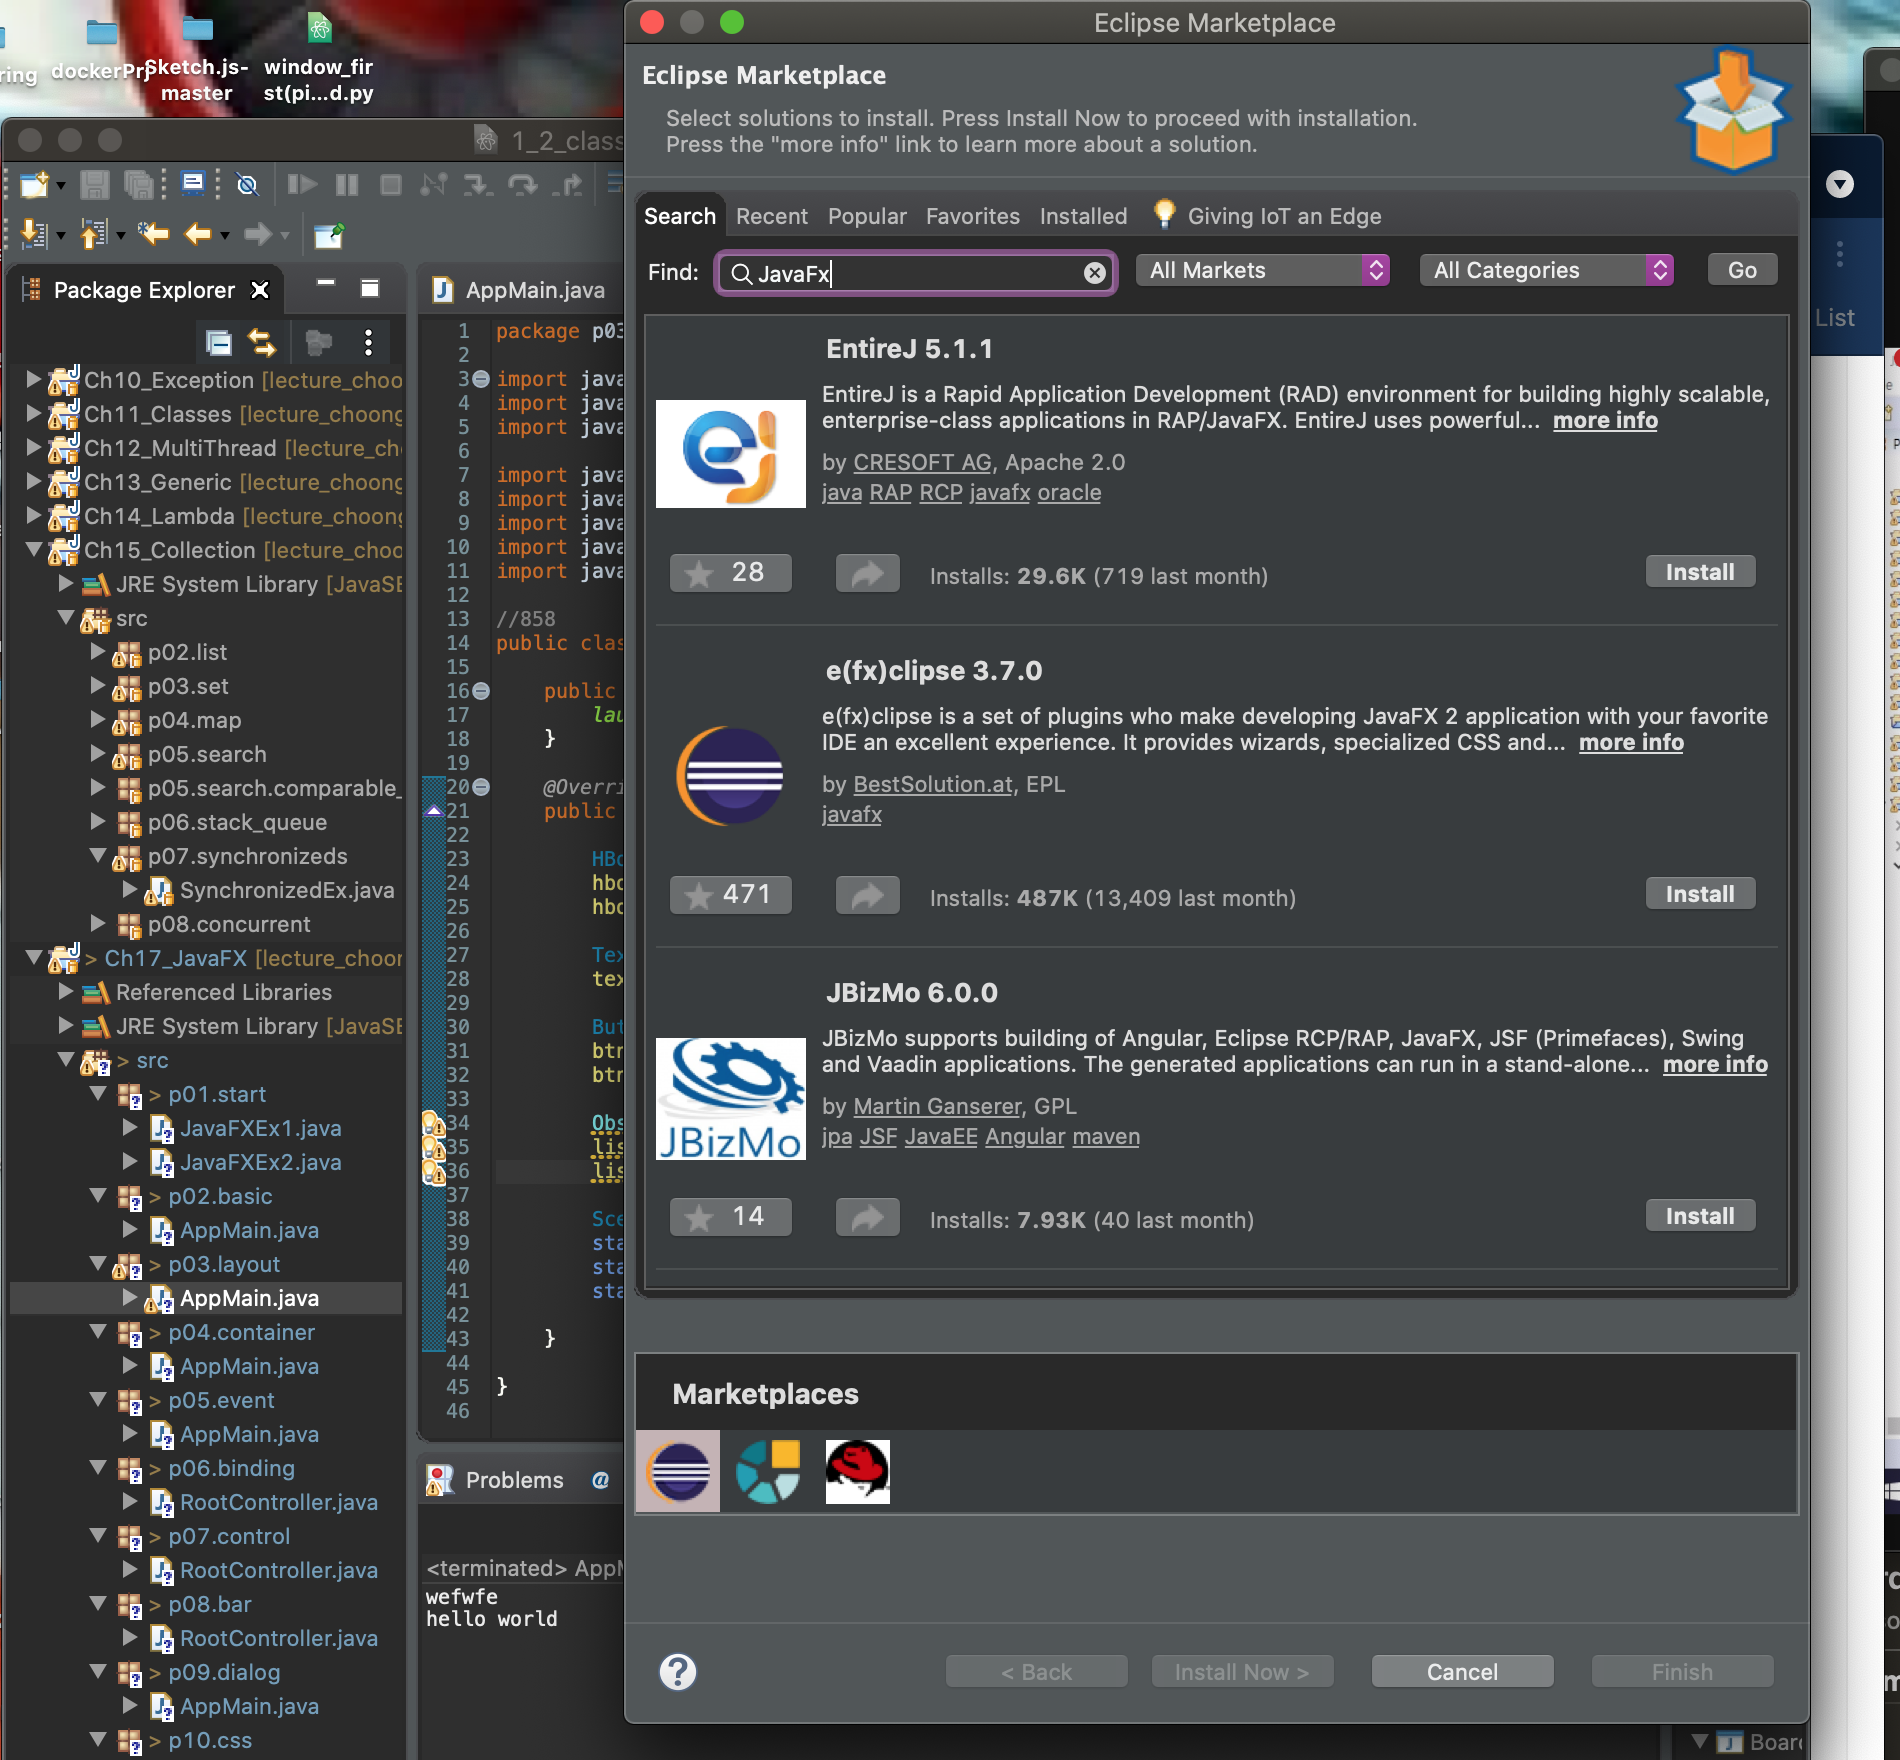 ring
dockerPrj
Sketch.js-
master
window_fir
st(pi...d.py
1_2_class
Package Explorer
Ch10_Exception [lecture_choo
Ch11_Classes [lecture_choong
Ch12_MultiThread [lecture_ch
Ch13_Generic [lecture_choong
Ch14_Lambda [lecture_choong
Ch15_Collection [lecture_choo
JRE System Library [JavaSE
src
p02.list
p03.set
p04.map
p05.search
p05.search.comparable_
p06.stack_queue
p07.synchronizeds
SynchronizedEx.java
p08.concurrent
> Ch17_JavaFX [lecture_choor
Referenced Libraries
JRE System Library [JavaSE
> src
> p01.start
JavaFXEx1.java
JavaFXEx2.java
> p02.basic
AppMain.java
> p03.layout
AppMain.java
> p04.container
AppMain.java
> p05.event
AppMain.java
> p06.binding
RootController.java
> p07.control
RootController.java
> p08.bar
RootController.java
> p09.dialog
AppMain.java
> p10.css
AppMain.java
1 package p03
2
3 import java
4 import java
5 import java
6
7 import java
8 import java
9 import java
10 import java
11 import java
12
13 //858
14 public clas
15
16 public
17 lau
18 }
19
20 @Overri
21 public
22
23 HBo
24 hbo
25 hbo
26
27 Tex
28 tex
29
30 But
31 btn
32 btn
33
34 Obs
35 lis
36 lis
37
38 Sce
39 sta
40 sta
41 sta
42
43 }
44
45 }
46
Problems @
<terminated> AppM
wefwfe
hello world
Eclipse Marketplace
Eclipse Marketplace
Select solutions to install. Press Install Now to proceed with installation.
Press the "more info" link to learn more about a solution.
Search Recent Popular Favorites Installed Giving IoT an Edge
Find: JavaFx All Markets All Categories Go
EntireJ 5.1.1
EntireJ is a Rapid Application Development (RAD) environment for building highly scalable,
enterprise-class applications in RAP/JavaFX. EntireJ uses powerful... more info
by CRESOFT AG, Apache 2.0
java RAP RCP javafx oracle
28 Installs: 29.6K (719 last month) Install
e(fx)clipse 3.7.0
e(fx)clipse is a set of plugins who make developing JavaFX 2 application with your favorite
IDE an excellent experience. It provides wizards, specialized CSS and... more info
by BestSolution.at, EPL
javafx
471 Installs: 487K (13,409 last month) Install
JBizMo 6.0.0
JBizMo supports building of Angular, Eclipse RCP/RAP, JavaFX, JSF (Primefaces), Swing
and Vaadin applications. The generated applications can run in a stand-alone... more info
JBizMo
by Martin Ganserer, GPL
jpa JSF JavaEE Angular maven
14 Installs: 7.93K (40 last month) Install
Marketplaces
? < Back Install Now > Cancel Finish
List
Board